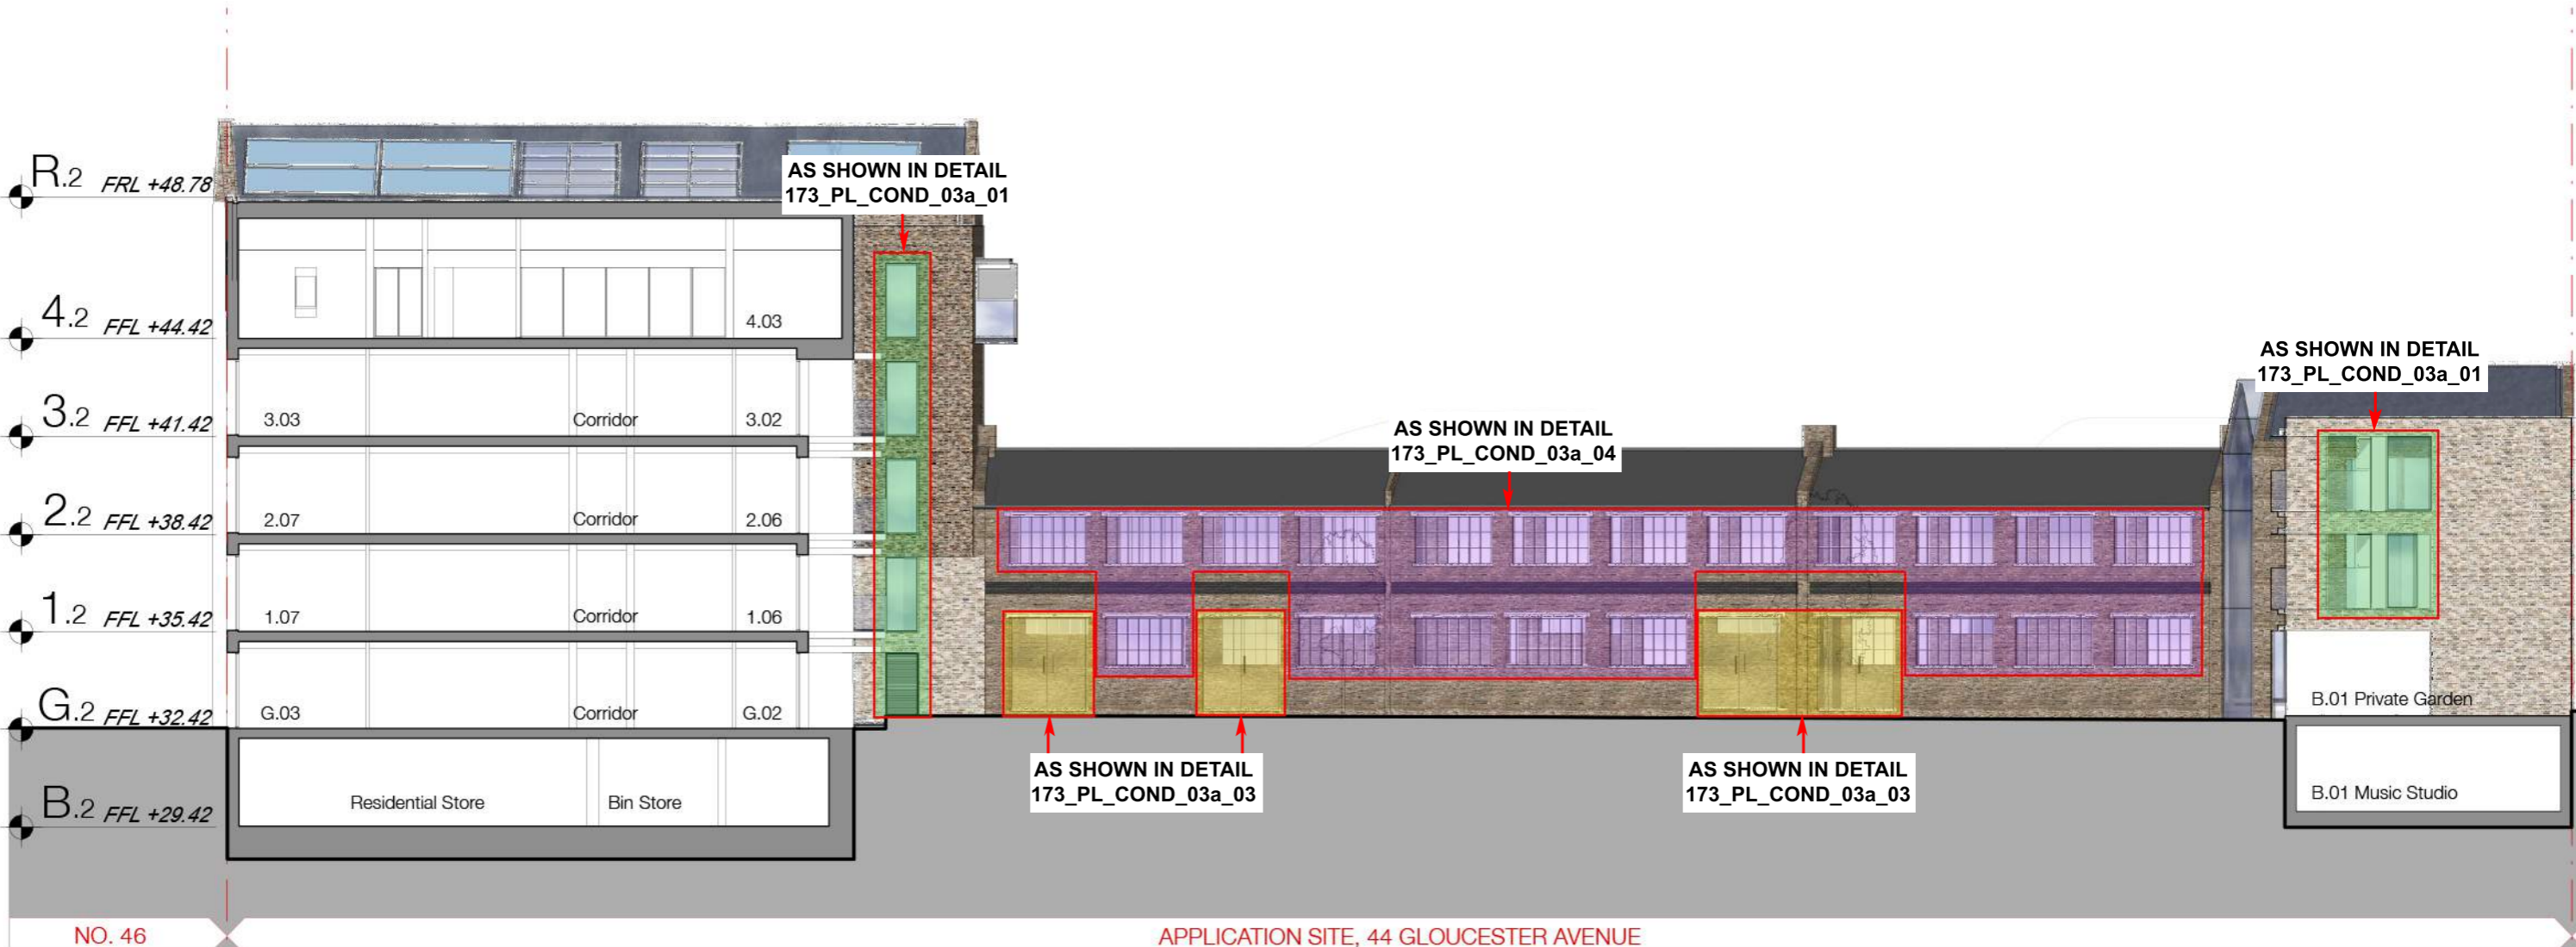 AS SHOWN IN DETAIL
173_PL_COND_03a_01
R.2 FRL +48.78
4.2 FFL +44.42
4.03
AS SHOWN IN DETAIL
173_PL_COND_03a_01
3.2 FFL +41.42
3.03 Corridor 3.02
AS SHOWN IN DETAIL
173_PL_COND_03a_04
2.2 FFL +38.42
2.07 Corridor 2.06
1.2 FFL +35.42
1.07 Corridor 1.06
G.2 FFL +32.42
G.03 Corridor G.02
B.01 Private Garden
AS SHOWN IN DETAIL
173_PL_COND_03a_03
AS SHOWN IN DETAIL
173_PL_COND_03a_03
B.2 FFL +29.42
Residential Store Bin Store
B.01 Music Studio
NO. 46
APPLICATION SITE, 44 GLOUCESTER AVENUE